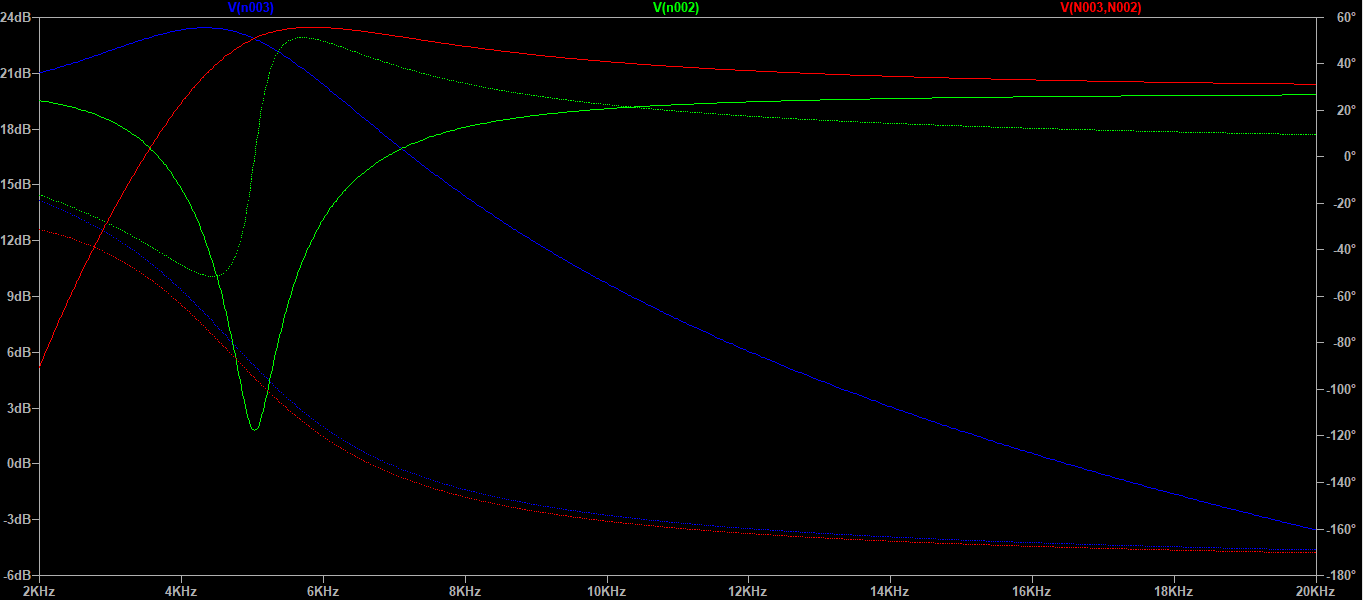 V(n003) V(n002) V(N003,N002)
24dB 60°
21dB 40°
18dB 20°
15dB 0°
12dB -20°
9dB -40°
6dB -60°
3dB -80°
0dB -100°
-3dB -120°
-6dB -140°
-160°
-180°
2KHz 4KHz 6KHz 8KHz 10KHz 12KHz 14KHz 16KHz 18KHz 20KHz